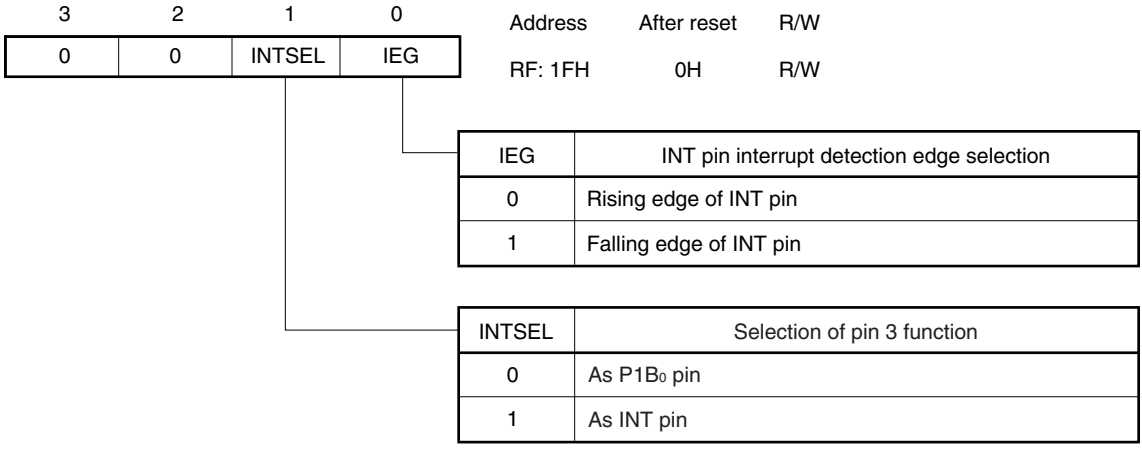 3 2 1 0 Address After reset R/W
0 0 INTSEL IEG RF: 1FH 0H R/W
IEG INT pin interrupt detection edge selection
0 Rising edge of INT pin
1 Falling edge of INT pin
INTSEL Selection of pin 3 function
0 As P1B₀ pin
1 As INT pin